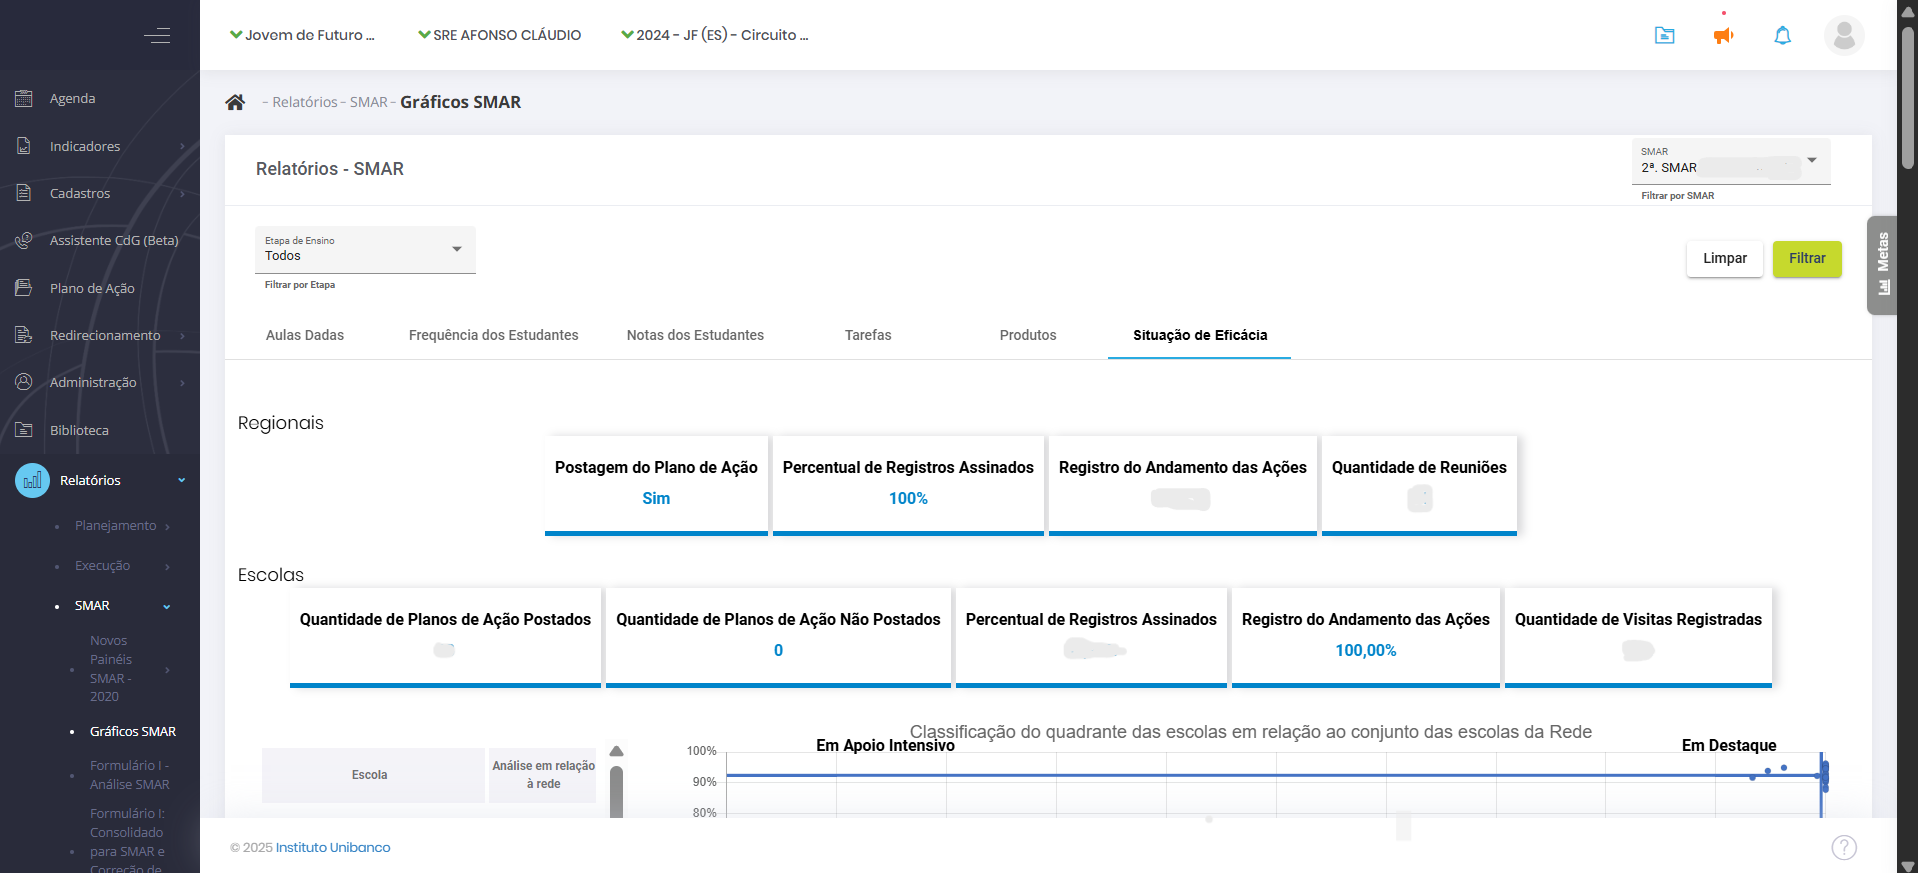 Jovem de Futuro ...
SRE AFONSO CLÁUDIO
2024 - JF (ES) - Circuito ...
Agenda
Indicadores
Cadastros
Assistente CdG (Beta)
Plano de Ação
Redirecionamento
Administração
Biblioteca
Relatórios
Planejamento
Execução
SMAR
Novos
Painéis
SMAR -
2020
Gráficos SMAR
Formulário I -
Análise SMAR
Formulário I:
Consolidado
para SMAR e
Correção de
- Relatórios - SMAR - Gráficos SMAR
Relatórios - SMAR
SMAR
2ª. SMAR
Filtrar por SMAR
Etapa de Ensino
Todos
Filtrar por Etapa
Limpar
Filtrar
Metas
Aulas Dadas
Frequência dos Estudantes
Notas dos Estudantes
Tarefas
Produtos
Situação de Eficácia
Regionais
Postagem do Plano de Ação
Sim
Percentual de Registros Assinados
100%
Registro do Andamento das Ações
Quantidade de Reuniões
Escolas
Quantidade de Planos de Ação Postados
Quantidade de Planos de Ação Não Postados
0
Percentual de Registros Assinados
Registro do Andamento das Ações
100,00%
Quantidade de Visitas Registradas
Escola
Análise em relação
à rede
Classificação do quadrante das escolas em relação ao conjunto das escolas da Rede
Em Apoio Intensivo
Em Destaque
100%
90%
80%
© 2025 Instituto Unibanco
?